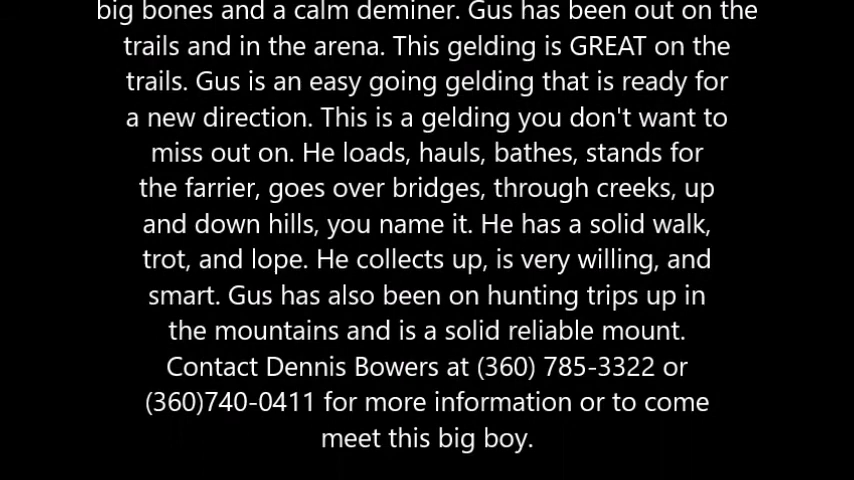 big bones and a calm deminer. Gus has been out on the
trails and in the arena. This gelding is GREAT on the
trails. Gus is an easy going gelding that is ready for
a new direction. This is a gelding you don't want to
miss out on. He loads, hauls, bathes, stands for
the farrier, goes over bridges, through creeks, up
and down hills, you name it. He has a solid walk,
trot, and lope. He collects up, is very willing, and
smart. Gus has also been on hunting trips up in
the mountains and is a solid reliable mount.
Contact Dennis Bowers at (360) 785-3322 or
(360)740-0411 for more information or to come
meet this big boy.